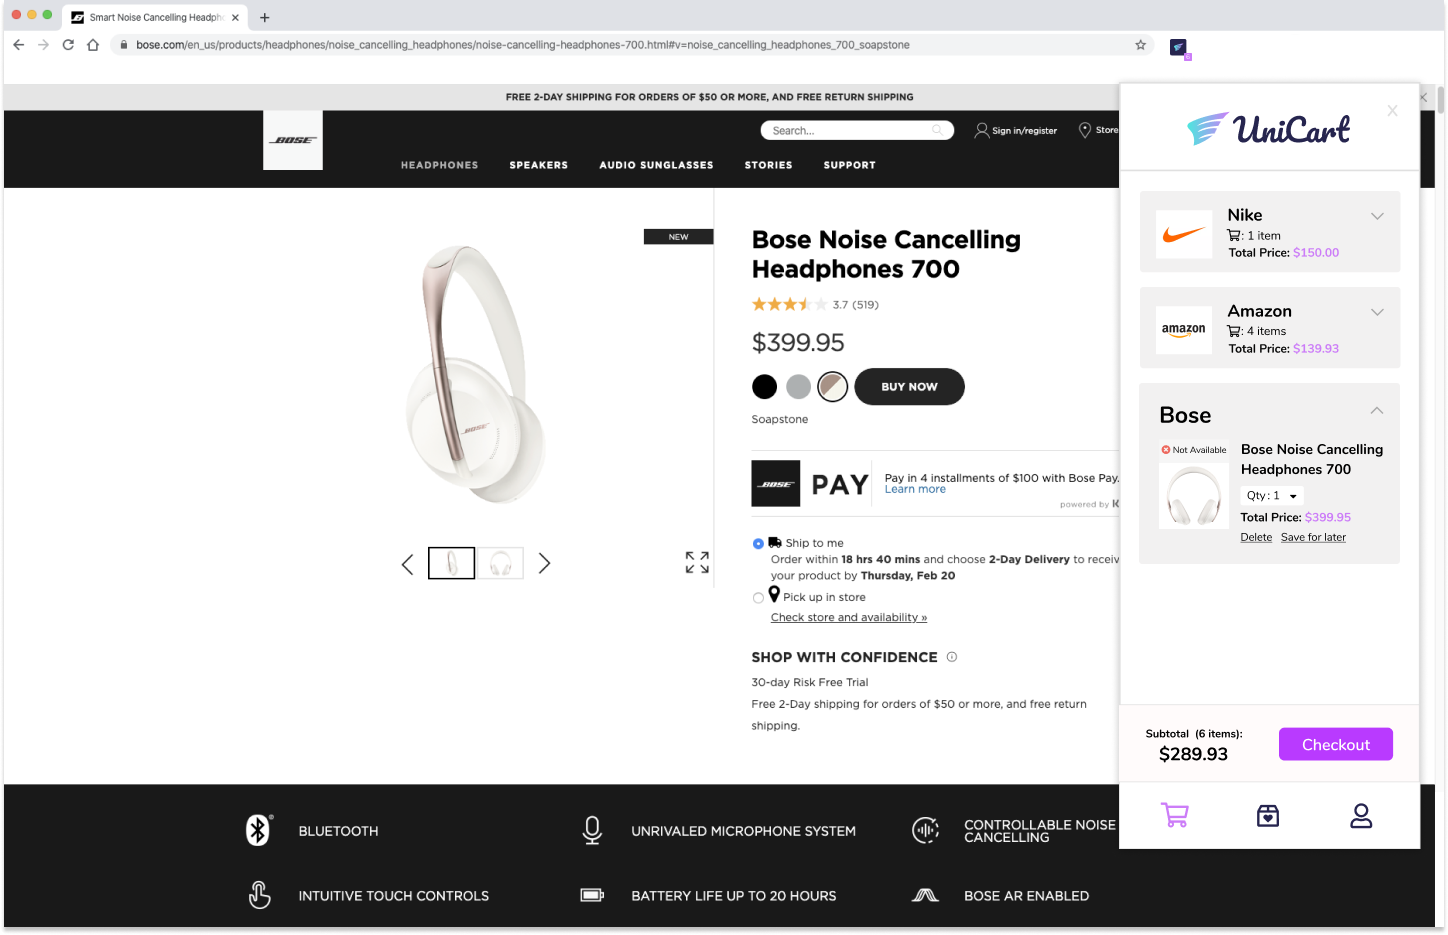 Smart Noise Cancelling Headph
bose.com/en_us/products/headphones/noise_cancelling_headphones/noise-cancelling-headphones-700.html#v=noise_cancelling_headphones_700_soapstone
FREE 2-DAY SHIPPING FOR ORDERS OF $50 OR MORE, AND FREE RETURN SHIPPING
BOSE
Search...
Sign in/register
Store
HEADPHONES
SPEAKERS
AUDIO SUNGLASSES
STORIES
SUPPORT
NEW
BOSE
Bose Noise Cancelling
Headphones 700
3.7 (519)
$399.95
BUY NOW
Soapstone
BOSE
PAY
Pay in 4 installments of $100 with Bose Pay.
Learn more
powered by K
Ship to me
Order within 18 hrs 40 mins and choose 2-Day Delivery to receiv
your product by Thursday, Feb 20
Pick up in store
Check store and availability »
SHOP WITH CONFIDENCE
30-day Risk Free Trial
Free 2-Day shipping for orders of $50 or more, and free return
shipping.
BLUETOOTH
UNRIVALED MICROPHONE SYSTEM
CONTROLLABLE NOISE
CANCELLING
INTUITIVE TOUCH CONTROLS
BATTERY LIFE UP TO 20 HOURS
BOSE AR ENABLED
UniCart
Nike
: 1 item
Total Price: $150.00
amazon
Amazon
: 4 items
Total Price: $139.93
Bose
Not Available
Bose Noise Cancelling
Headphones 700
Qty: 1
Total Price: $399.95
Delete Save for later
Subtotal (6 items):
$289.93
Checkout